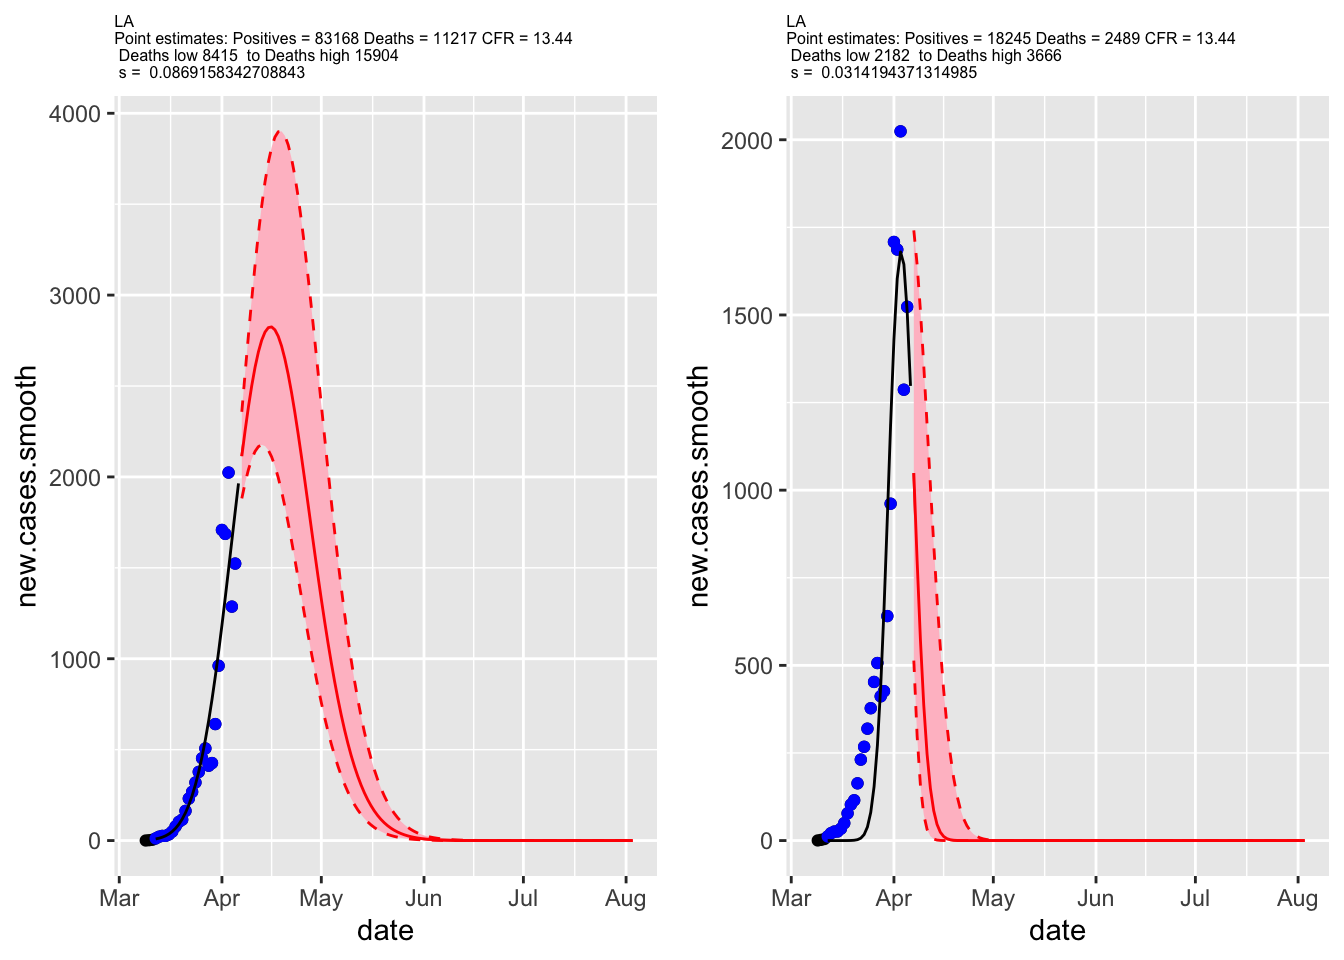 LA
Point estimates: Positives = 83168 Deaths = 11217 CFR = 13.44
Deaths low 8415  to Deaths high 15904
s =  0.0869158342708843
4000
3000
2000
1000
0
new.cases.smooth
Mar Apr May Jun Jul Aug
date
LA
Point estimates: Positives = 18245 Deaths = 2489 CFR = 13.44
Deaths low 2182  to Deaths high 3666
s =  0.0314194371314985
2000
1500
1000
500
0
new.cases.smooth
Mar Apr May Jun Jul Aug
date